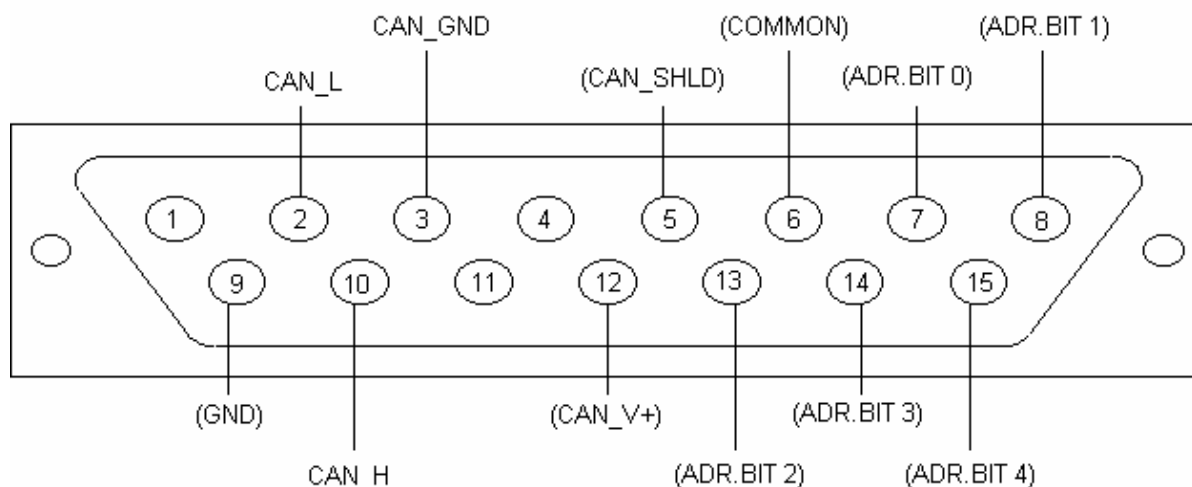 CAN_GND (COMMON) (ADR.BIT 1)
CAN_L (CAN_SHLD) (ADR.BIT 0)
1 2 3 4 5 6 7 8
9 10 11 12 13 14 15
(GND) (CAN_V+) (ADR.BIT 3)
CAN_H (ADR.BIT 2) (ADR.BIT 4)